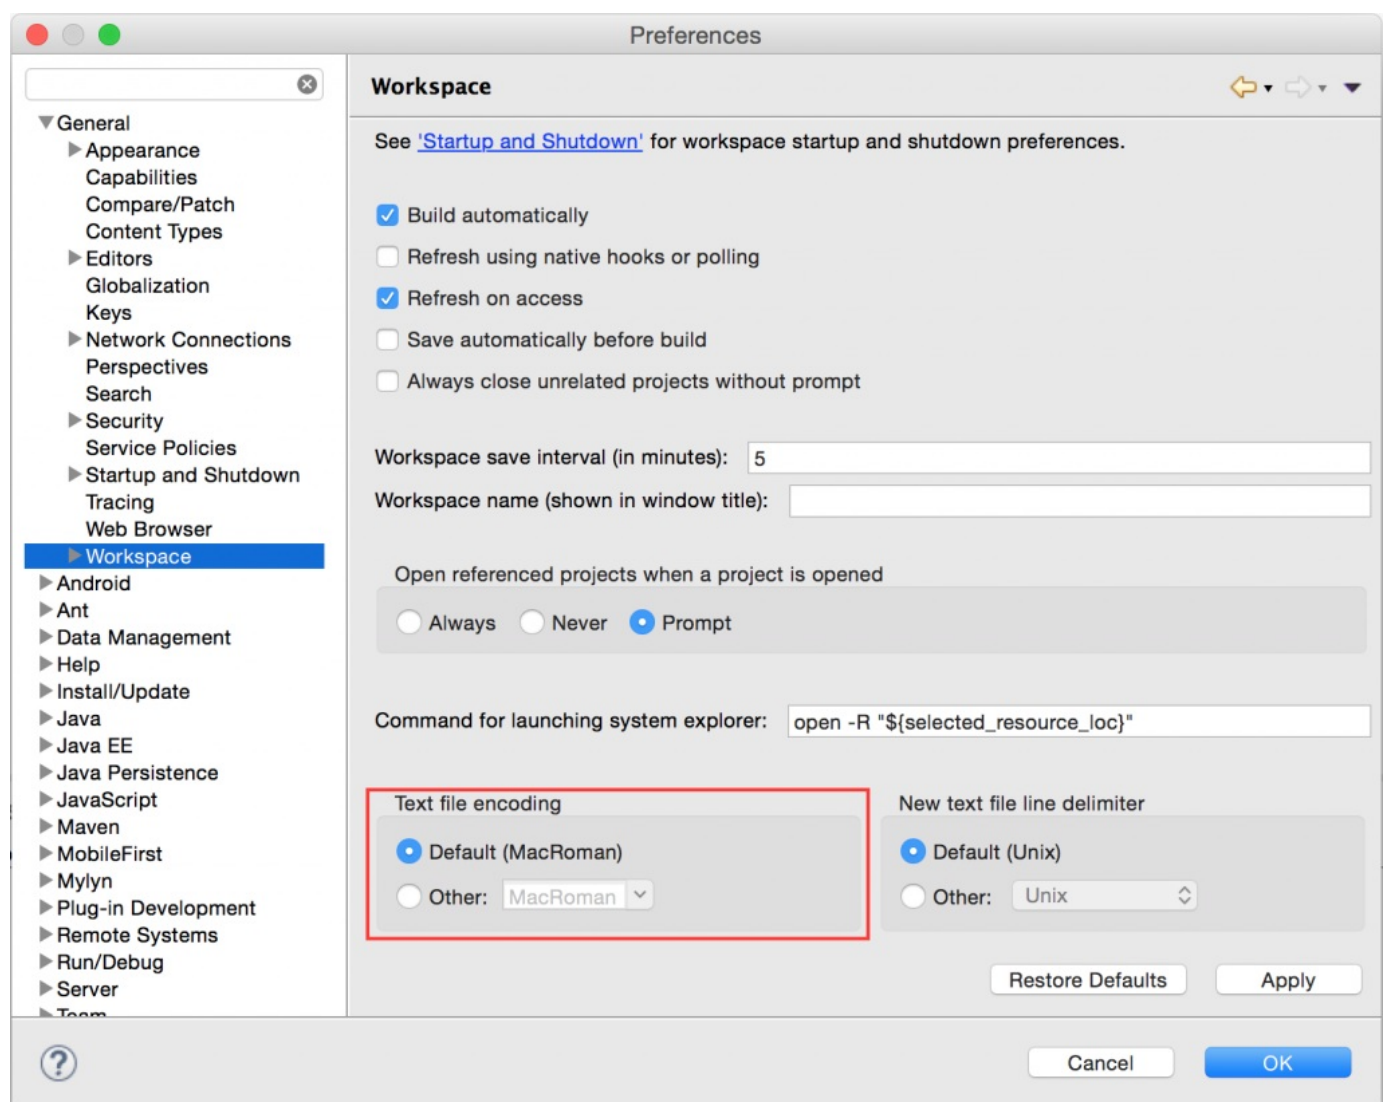 Preferences
General
Appearance
Capabilities
Compare/Patch
Content Types
Editors
Globalization
Keys
Network Connections
Perspectives
Search
Security
Service Policies
Startup and Shutdown
Tracing
Web Browser
Workspace
Android
Ant
Data Management
Help
Install/Update
Java
Java EE
Java Persistence
JavaScript
Maven
MobileFirst
Mylyn
Plug-in Development
Remote Systems
Run/Debug
Server
Team
Workspace
See 'Startup and Shutdown' for workspace startup and shutdown preferences.
Build automatically
Refresh using native hooks or polling
Refresh on access
Save automatically before build
Always close unrelated projects without prompt
Workspace save interval (in minutes): 5
Workspace name (shown in window title):
Open referenced projects when a project is opened
Always Never Prompt
Command for launching system explorer: open -R "${selected_resource_loc}"
Text file encoding
Default (MacRoman)
Other: MacRoman
New text file line delimiter
Default (Unix)
Other: Unix
Restore Defaults Apply
? Cancel OK